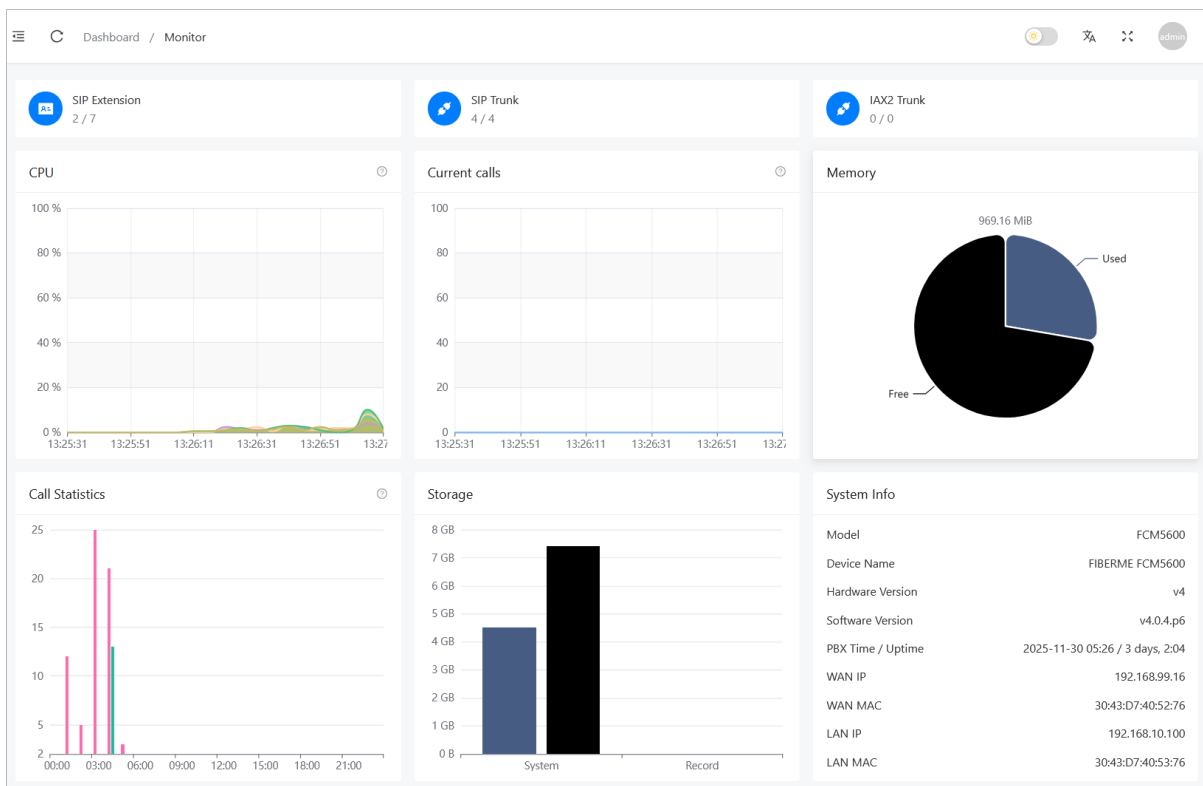 Dashboard / Monitor
admin
SIP Extension
2 / 7
SIP Trunk
4 / 4
IAX2 Trunk
0 / 0
CPU
100 %
80 %
60 %
40 %
20 %
0 %
13:25:31 13:25:51 13:26:11 13:26:31 13:26:51 13:27
Current calls
100
80
60
40
20
0
13:25:31 13:25:51 13:26:11 13:26:31 13:26:51 13:27
Memory
969.16 MiB
Used
Free
Call Statistics
25
20
15
10
5
2
00:00 03:00 06:00 09:00 12:00 15:00 18:00 21:00
Storage
8 GB
7 GB
6 GB
5 GB
4 GB
3 GB
2 GB
1 GB
0 B
System Record
System Info
Model FCM5600
Device Name FIBERME FCM5600
Hardware Version v4
Software Version v4.0.4.p6
PBX Time / Uptime 2025-11-30 05:26 / 3 days, 2:04
WAN IP 192.168.99.16
WAN MAC 30:43:D7:40:52:76
LAN IP 192.168.10.100
LAN MAC 30:43:D7:40:53:76